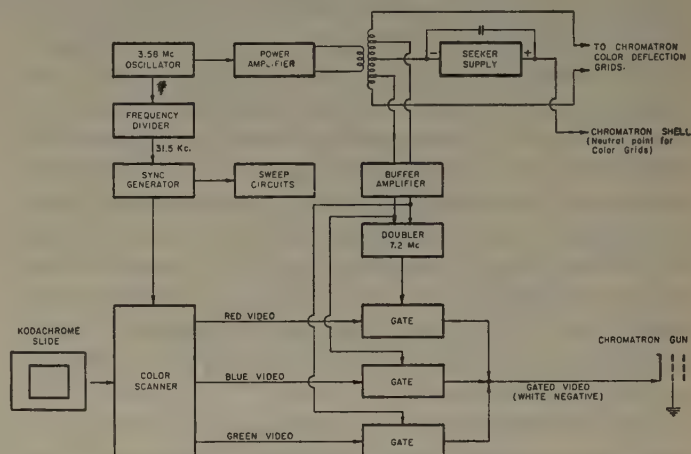 3.58 Mc
OSCILLATOR
POWER
AMPLIFIER
-
SEEKER
SUPPLY
+
TO CHROMATRON
COLOR DEFLECTION
GRIDS.
FREQUENCY
DIVIDER
CHROMATRON SHELL
(Neutral point for
Color Grids)
31.5 Kc.
SYNC
GENERATOR
SWEEP
CIRCUITS
BUFFER
AMPLIFIER
DOUBLER
7.2 Mc
KODACHROME
SLIDE
COLOR
SCANNER
RED VIDEO
GATE
BLUE VIDEO
GATE
GREEN VIDEO
GATE
GATED VIDEO
(WHITE NEGATIVE)
CHROMATRON GUN